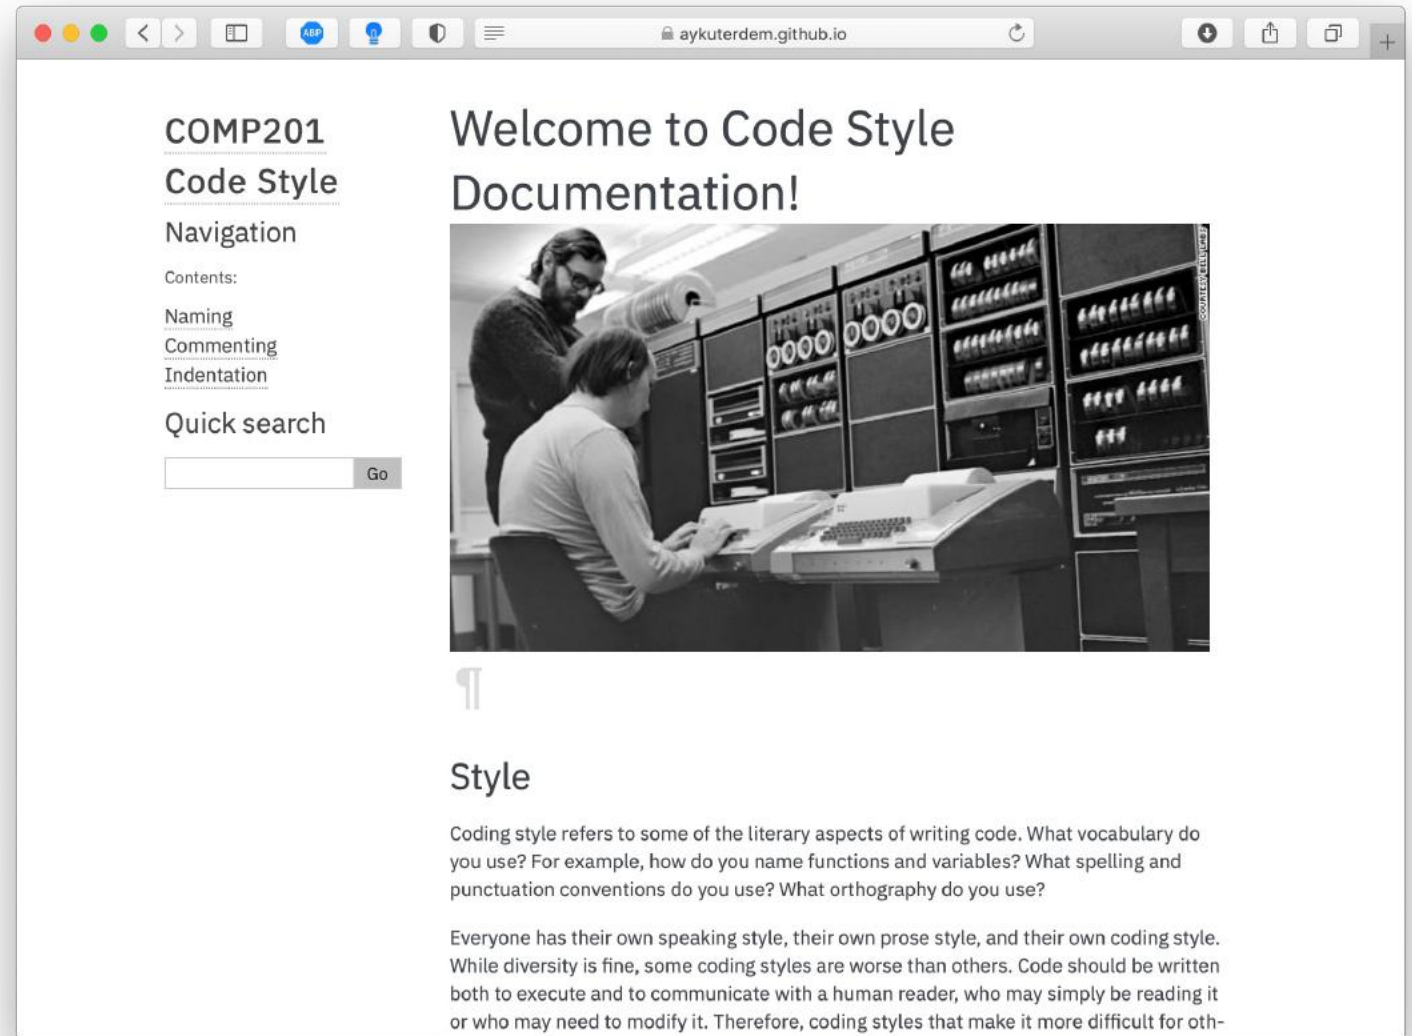 ABP
aykuterdem.github.io
COMP201
Code Style
Navigation
Contents:
Naming
Commenting
Indentation
Quick search
Go
Welcome to Code Style
Documentation!
COURTESY BELL LABS
¶
Style
Coding style refers to some of the literary aspects of writing code. What vocabulary do
you use? For example, how do you name functions and variables? What spelling and
punctuation conventions do you use? What orthography do you use?
Everyone has their own speaking style, their own prose style, and their own coding style.
While diversity is fine, some coding styles are worse than others. Code should be written
both to execute and to communicate with a human reader, who may simply be reading it
or who may need to modify it. Therefore, coding styles that make it more difficult for oth-